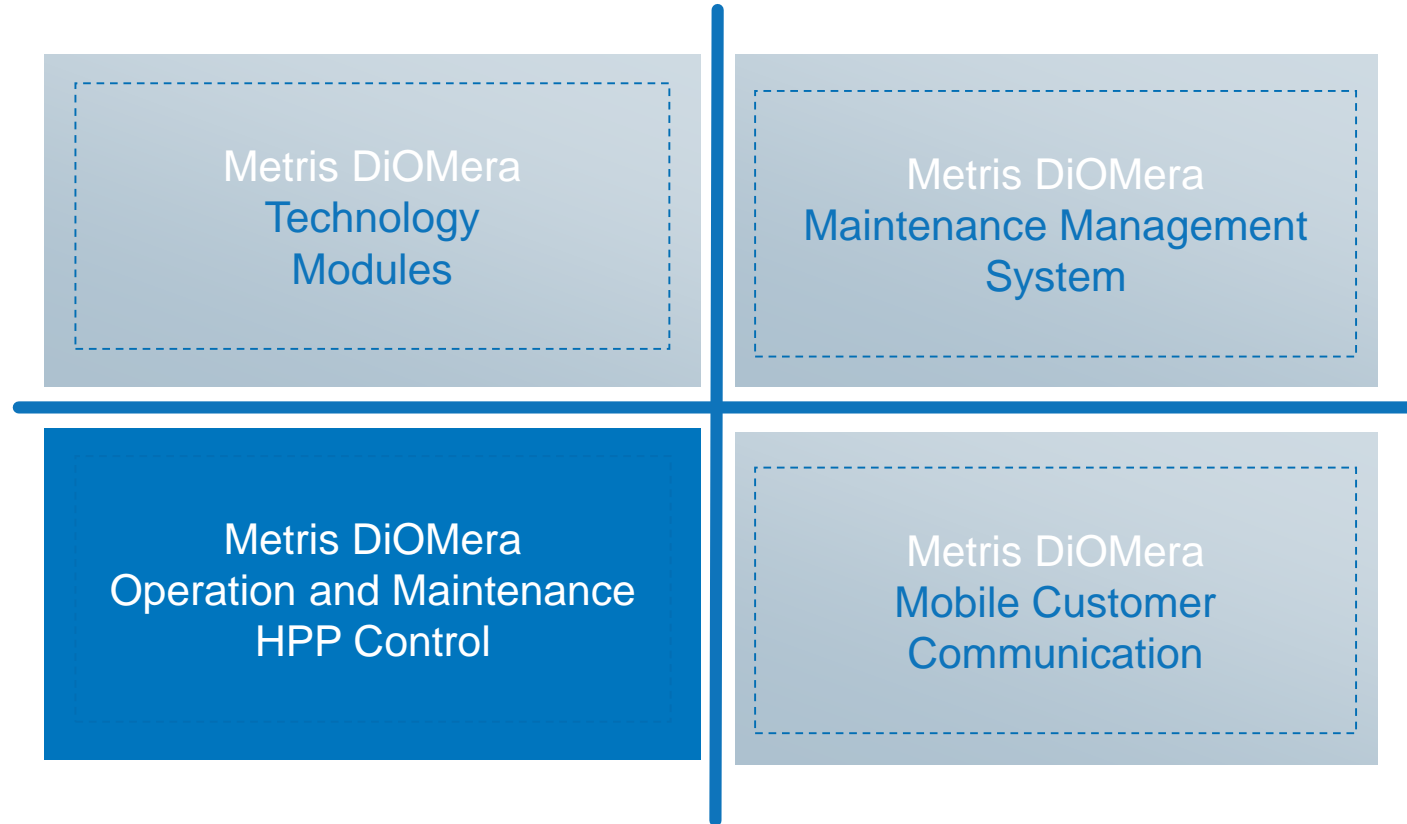 Metris DiOMera
Technology
Modules
Metris DiOMera
Maintenance Management
System
Metris DiOMera
Operation and Maintenance
HPP Control
Metris DiOMera
Mobile Customer
Communication